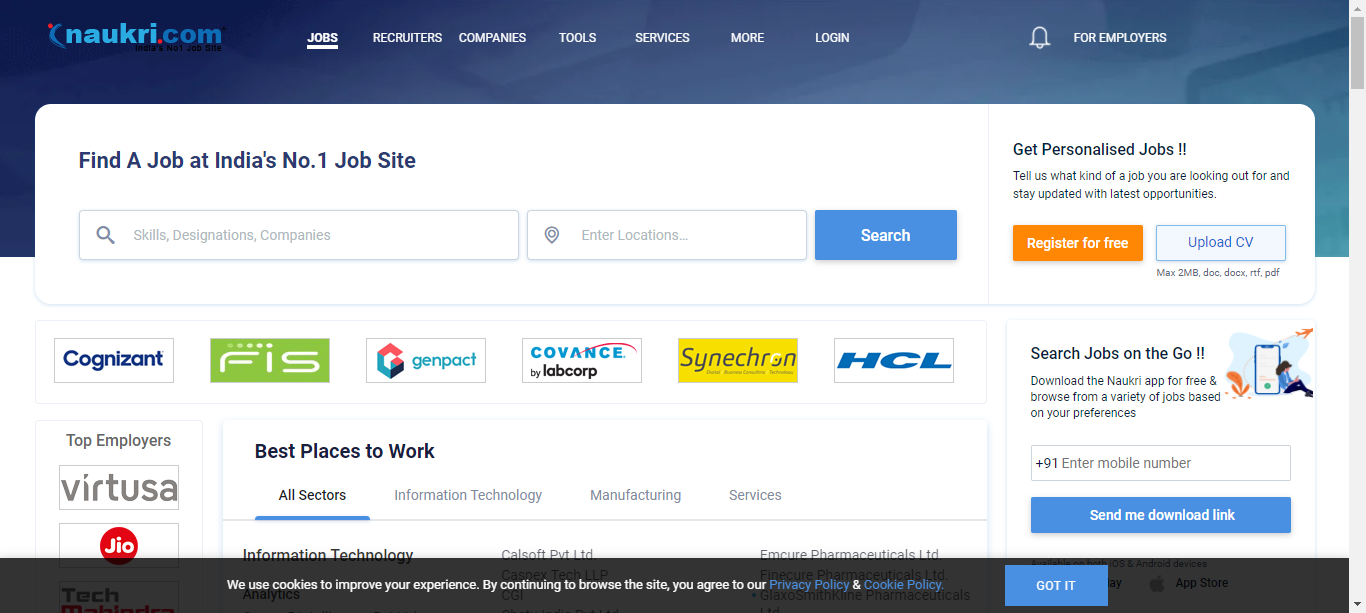 naukri.com
India's No1 Job Site
JOBS
RECRUITERS
COMPANIES
TOOLS
SERVICES
MORE
LOGIN
FOR EMPLOYERS
Find A Job at India's No.1 Job Site
Skills, Designations, Companies
Enter Locations...
Search
Get Personalised Jobs !!
Tell us what kind of a job you are looking out for and
stay updated with latest opportunities.
Register for free
Upload CV
Max 2MB, doc, docx, rtf, pdf
Cognizant
FIS
genpact
COVANCE
by labcorp
Synechron
Digital Business Consulting Technology
HCL
Search Jobs on the Go !!
Download the Naukri app for free &
browse from a variety of jobs based
on your preferences
+91 Enter mobile number
Send me download link
Available on both iOS & Android devices
App Store
Top Employers
virtusa
Jio
Tech
Mahindra
Best Places to Work
All Sectors
Information Technology
Manufacturing
Services
Information Technology
Analytics
Calsoft Pvt Ltd
Caspex Tech LLP
CGI
Emcure Pharmaceuticals Ltd.
Finecure Pharmaceuticals Ltd.
GlaxoSmithKline Pharmaceuticals
Ltd
We use cookies to improve your experience. By continuing to browse the site, you agree to our Privacy Policy & Cookie Policy.
GOT IT